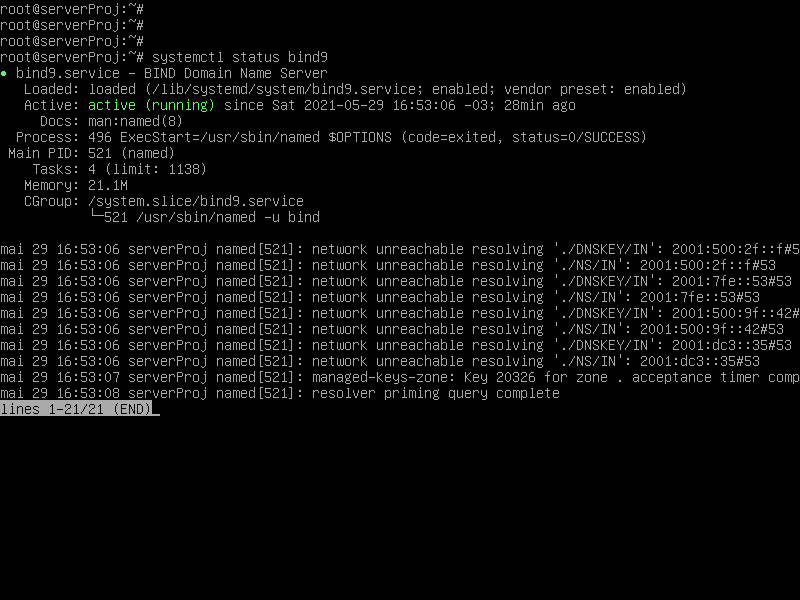 root@serverProj:~#
root@serverProj:~#
root@serverProj:~#
root@serverProj:~# systemctl status bind9
● bind9.service - BIND Domain Name Server
   Loaded: loaded (/lib/systemd/system/bind9.service; enabled; vendor preset: enabled)
   Active: active (running) since Sat 2021-05-29 16:53:06 -03; 28min ago
     Docs: man:named(8)
  Process: 496 ExecStart=/usr/sbin/named $OPTIONS (code=exited, status=0/SUCCESS)
 Main PID: 521 (named)
    Tasks: 4 (limit: 1138)
   Memory: 21.1M
   CGroup: /system.slice/bind9.service
           └─521 /usr/sbin/named -u bind
mai 29 16:53:06 serverProj named[521]: network unreachable resolving './DNSKEY/IN': 2001:500:2f::f#5
mai 29 16:53:06 serverProj named[521]: network unreachable resolving './NS/IN': 2001:500:2f::f#53
mai 29 16:53:06 serverProj named[521]: network unreachable resolving './DNSKEY/IN': 2001:7fe::53#53
mai 29 16:53:06 serverProj named[521]: network unreachable resolving './NS/IN': 2001:7fe::53#53
mai 29 16:53:06 serverProj named[521]: network unreachable resolving './DNSKEY/IN': 2001:500:9f::42#
mai 29 16:53:06 serverProj named[521]: network unreachable resolving './NS/IN': 2001:500:9f::42#53
mai 29 16:53:06 serverProj named[521]: network unreachable resolving './DNSKEY/IN': 2001:dc3::35#53
mai 29 16:53:06 serverProj named[521]: network unreachable resolving './NS/IN': 2001:dc3::35#53
mai 29 16:53:07 serverProj named[521]: managed-keys-zone: Key 20326 for zone . acceptance timer comp
mai 29 16:53:08 serverProj named[521]: resolver priming query complete
lines 1-21/21 (END)